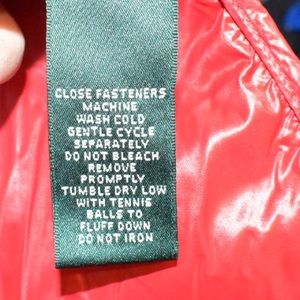 CLOSE FASTENERS
MACHINE
WASH COLD
GENTLE CYCLE
SEPARATELY
DO NOT BLEACH
REMOVE
PROMPTLY
TUMBLE DRY LOW
WITH TENNIS
BALLS TO
FLUFF DOWN
DO NOT IRON